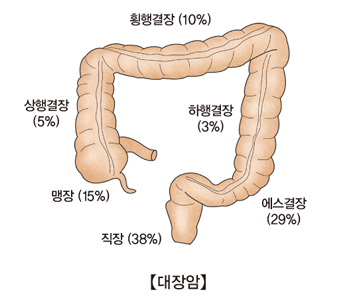 횡행결장 (10%)
상행결장
(5%)
하행결장
(3%)
맹장 (15%)
에스결장
(29%)
직장 (38%)
【대장암】